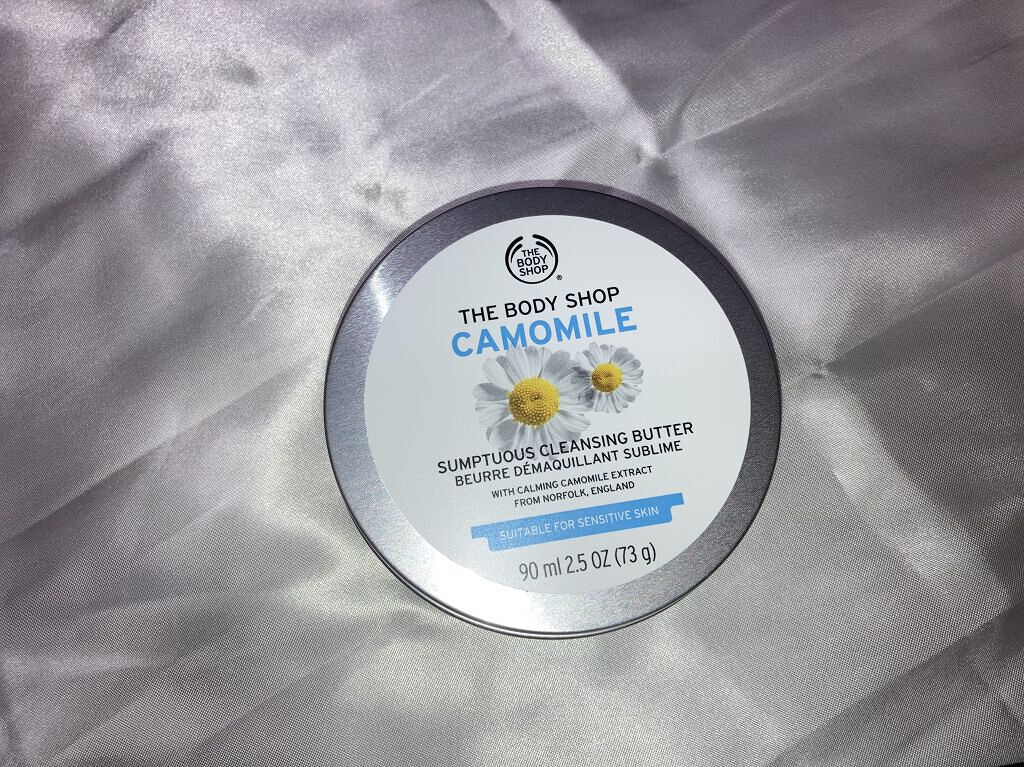 THE
BODY
SHOP
®
THE BODY SHOP
CAMOMILE
SUMPTUOUS CLEANSING BUTTER
BEURRE DÉMAQUILLANT SUBLIME
WITH CALMING CAMOMILE EXTRACT
FROM NORFOLK, ENGLAND
SUITABLE FOR SENSITIVE SKIN
90 ml 2.5 OZ (73 g)